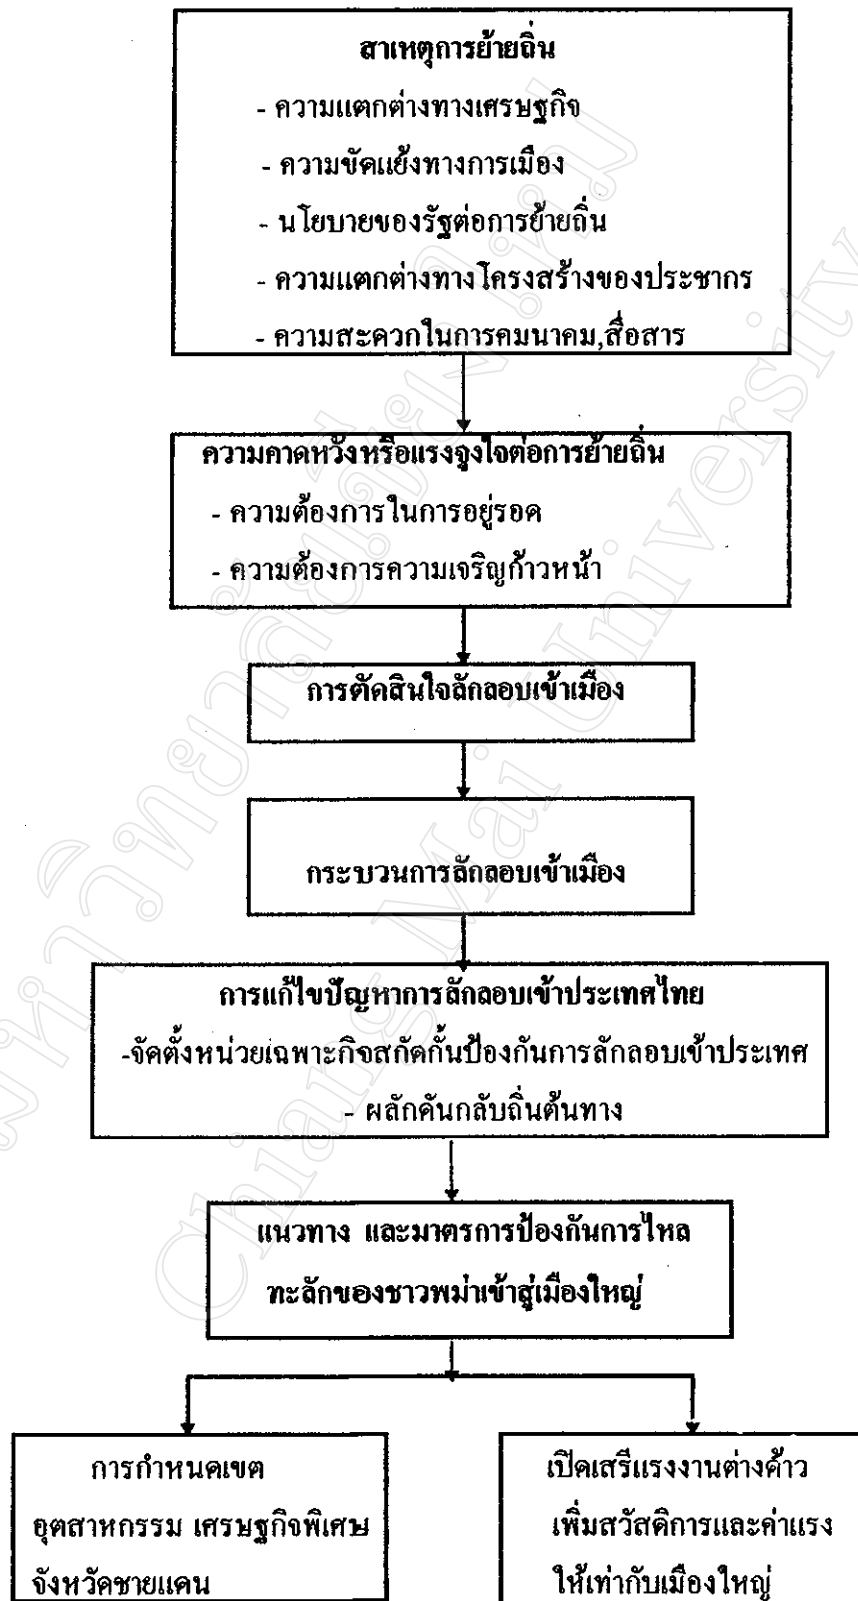 สาเหตุการย้ายถิ่น
- ความแตกต่างทางเศรษฐกิจ
- ความขัดแย้งทางการเมือง
- นโยบายของรัฐต่อการย้ายถิ่น
- ความแตกต่างทางโครงสร้างของประชากร
- ความสะดวกในการคมนาคม,สื่อสาร
ความคาดหวังหรือแรงจูงใจต่อการย้ายถิ่น
- ความต้องการในการอยู่รอด
- ความต้องการความเจริญก้าวหน้า
การตัดสินใจลักลอบเข้าเมือง
กระบวนการลักลอบเข้าเมือง
การแก้ไขปัญหาการลักลอบเข้าประเทศไทย
-จัดตั้งหน่วยเฉพาะกิจสกัดกั้นป้องกันการลักลอบเข้าประเทศ
- ผลักดันกลับถิ่นต้นทาง
แนวทาง และมาตรการป้องกันการไหล
ทะลักของชาวพม่าเข้าสู่เมืองใหญ่
การกำหนดเขต
อุตสาหกรรม เศรษฐกิจพิเศษ
จังหวัดชายแดน
เปิดเสรีแรงงานต่างด้าว
เพิ่มสวัสดิการและค่าแรง
ให้เท่ากับเมืองใหญ่
มหาวิทยาลัยเชียงใหม่
Chiang Mai University